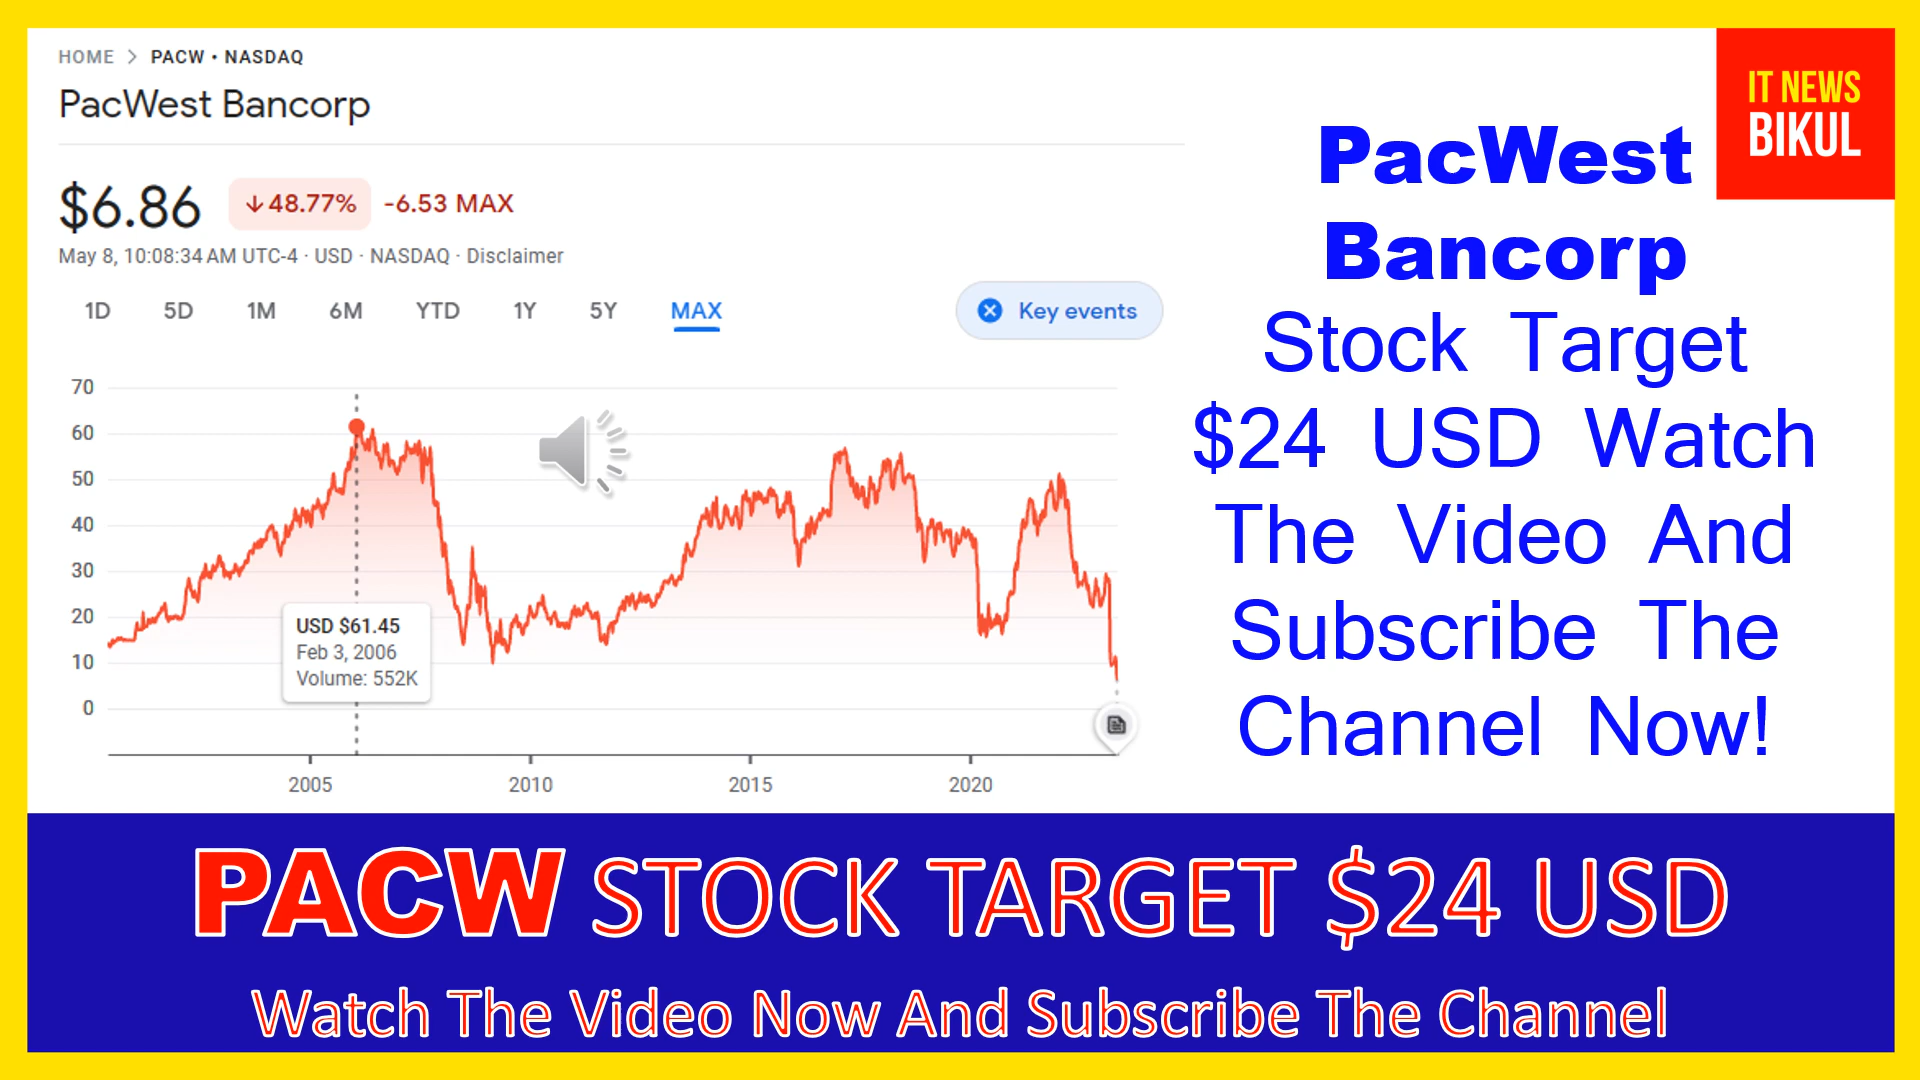 HOME > PACW • NASDAQ
PacWest Bancorp
$6.86 ↓48.77% -6.53 MAX
May 8, 10:08:34 AM UTC-4 · USD · NASDAQ · Disclaimer
1D 5D 1M 6M YTD 1Y 5Y MAX Key events
70
60
50
40
30
20
10
0
USD $61.45
Feb 3, 2006
Volume: 552K
2005 2010 2015 2020
IT NEWS
BIKUL
PacWest
Bancorp
Stock Target
$24 USD Watch
The Video And
Subscribe The
Channel Now!
PACW STOCK TARGET $24 USD
Watch The Video Now And Subscribe The Channel